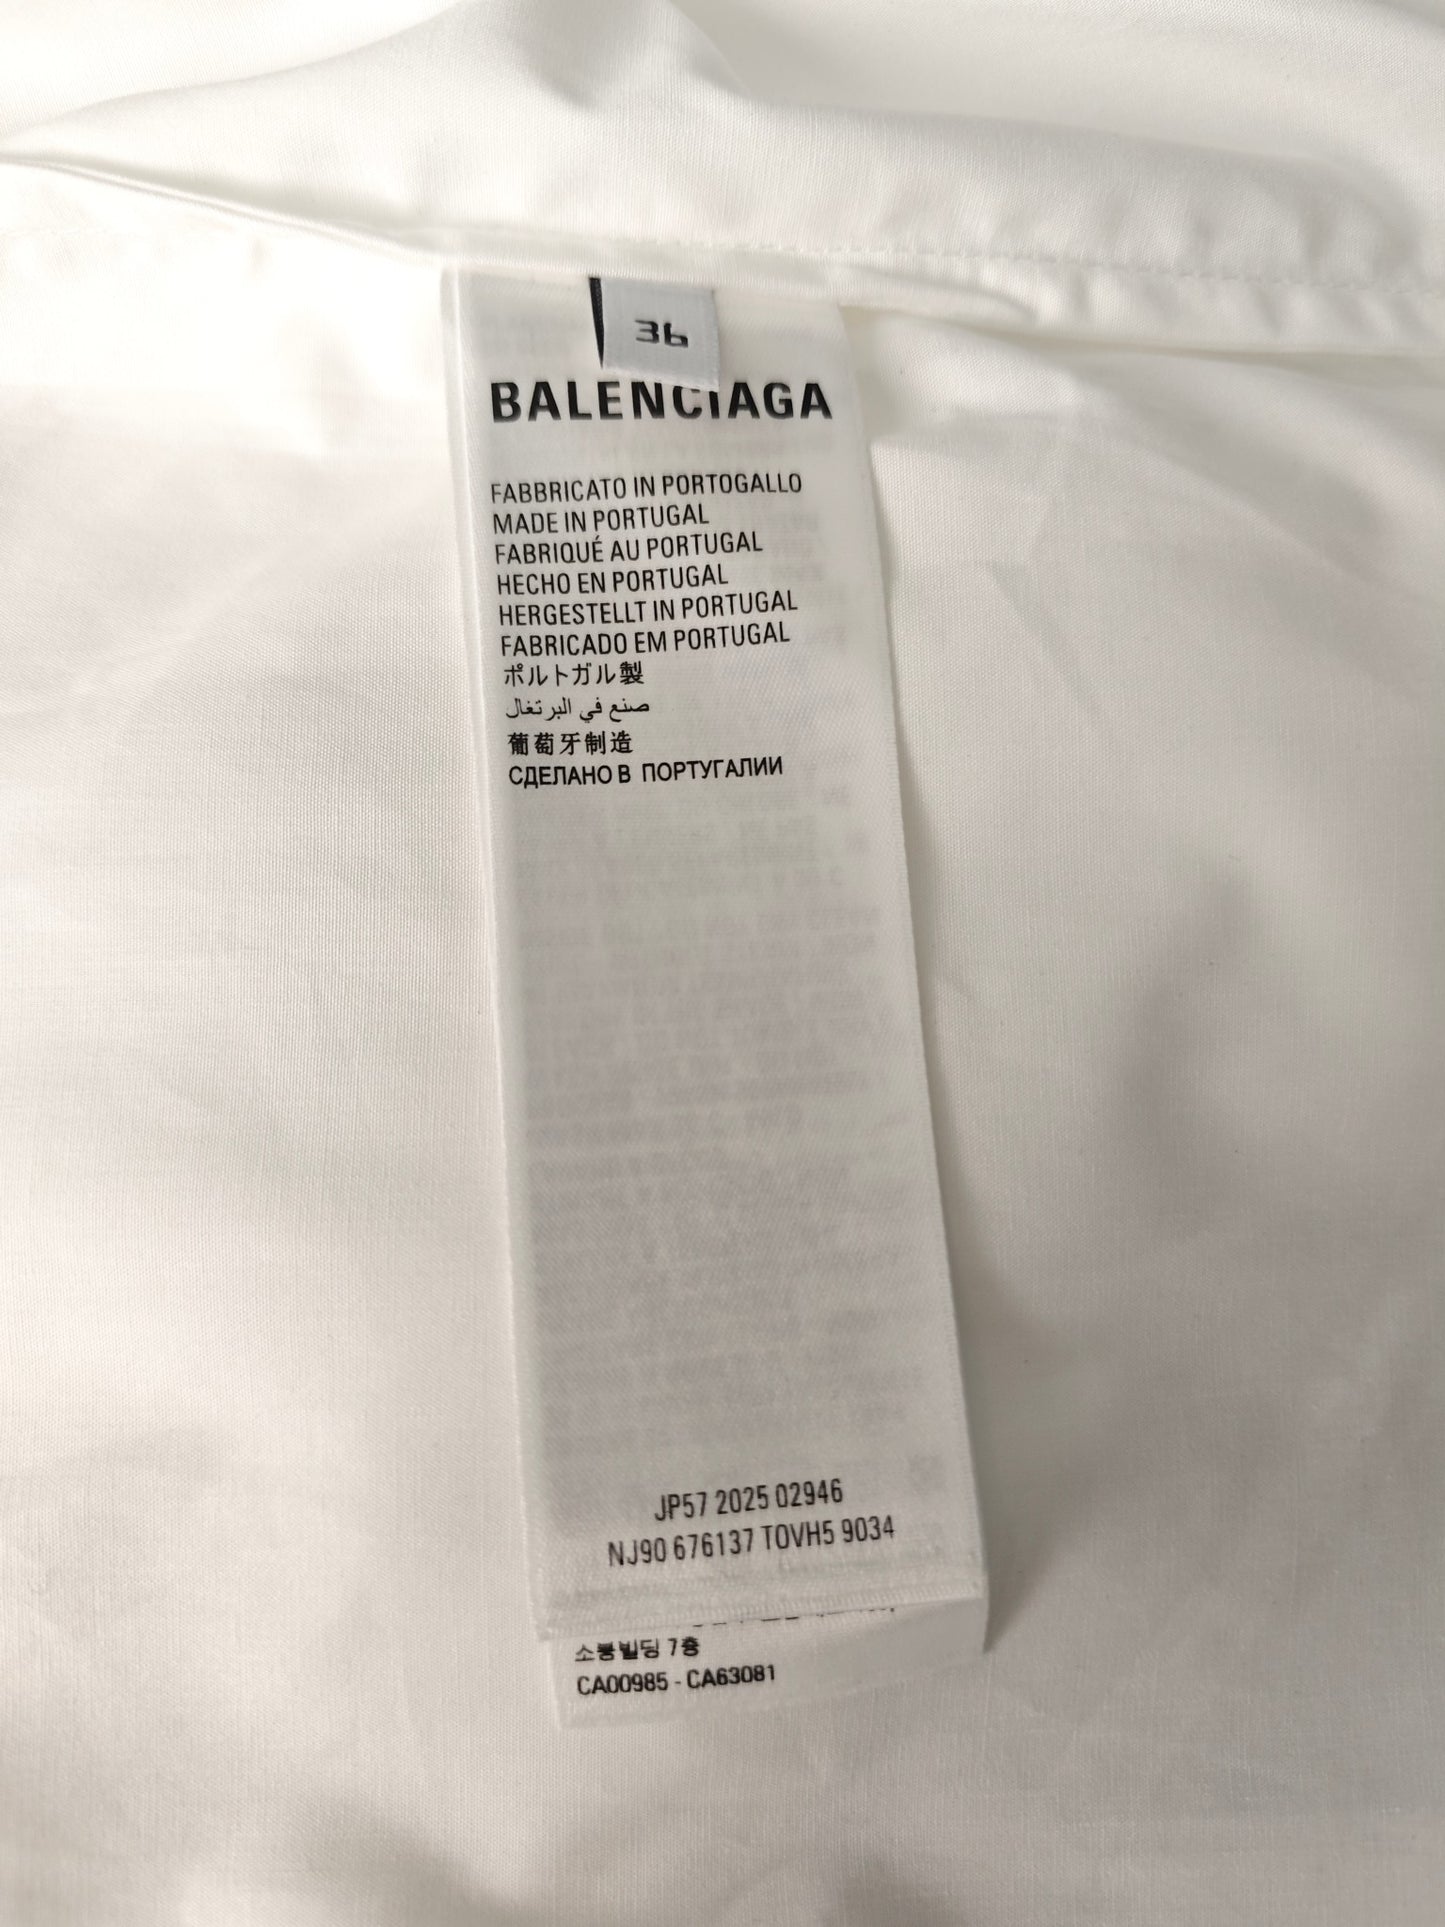 36
BALENCIAGA
FABBRICATO IN PORTOGALLO
MADE IN PORTUGAL
FABRIQUÉ AU PORTUGAL
HECHO EN PORTUGAL
HERGESTELLT IN PORTUGAL
FABRICADO EM PORTUGAL
ポルトガル製
صنع في البرتغال
葡萄牙制造
СДЕЛАНО В ПОРТУГАЛИИ
JP57 2025 02946
NJ90 676137 TOVH5 9034
소봉빌딩 7층
CA00985 - CA63081